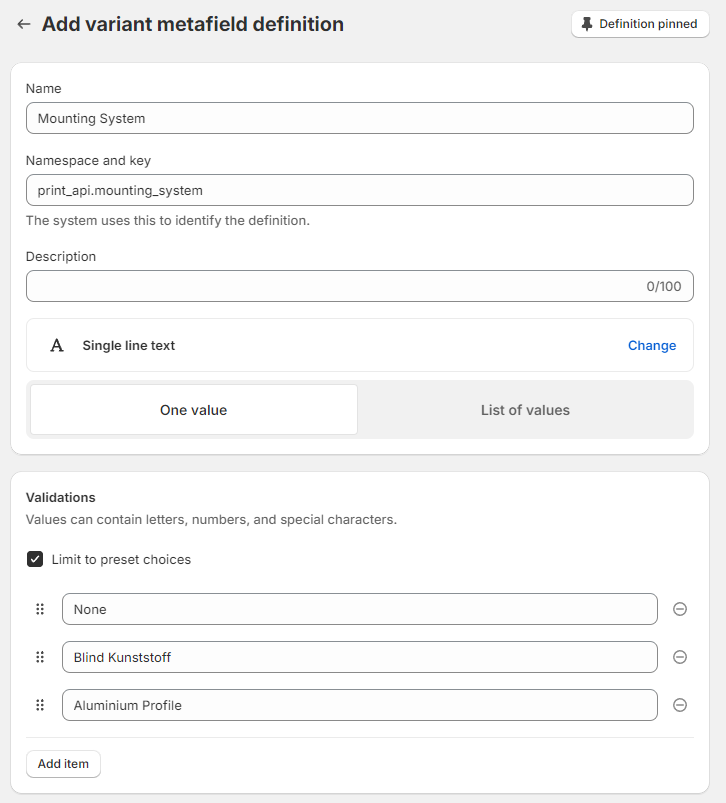 Add variant metafield definition
Definition pinned
Name
Mounting System
Namespace and key
print_api.mounting_system
The system uses this to identify the definition.
Description
0/100
A Single line text Change
One value List of values
Validations
Values can contain letters, numbers, and special characters.
Limit to preset choices
None
Blind Kunststoff
Aluminium Profile
Add item